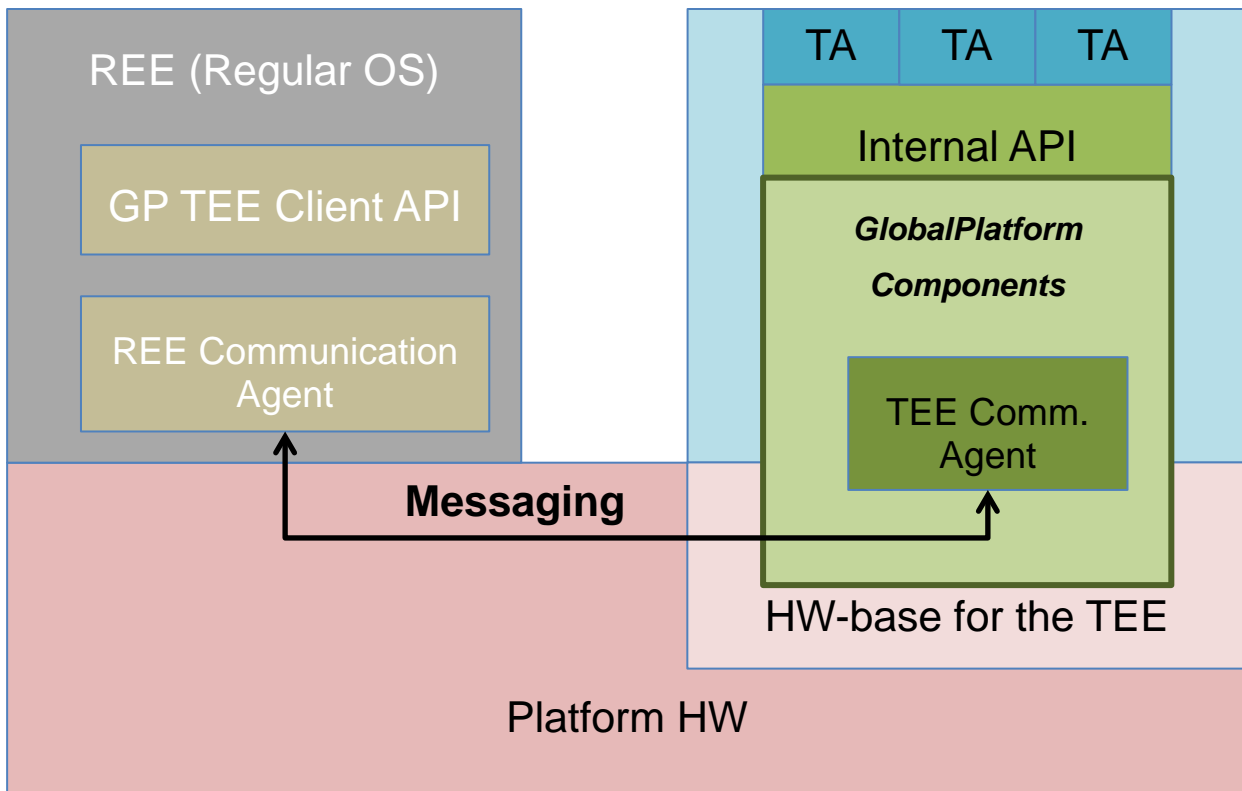 REE (Regular OS)
GP TEE Client API
REE Communication
Agent
TA TA TA
Internal API
GlobalPlatform
Components
TEE Comm.
Agent
Messaging
HW-base for the TEE
Platform HW